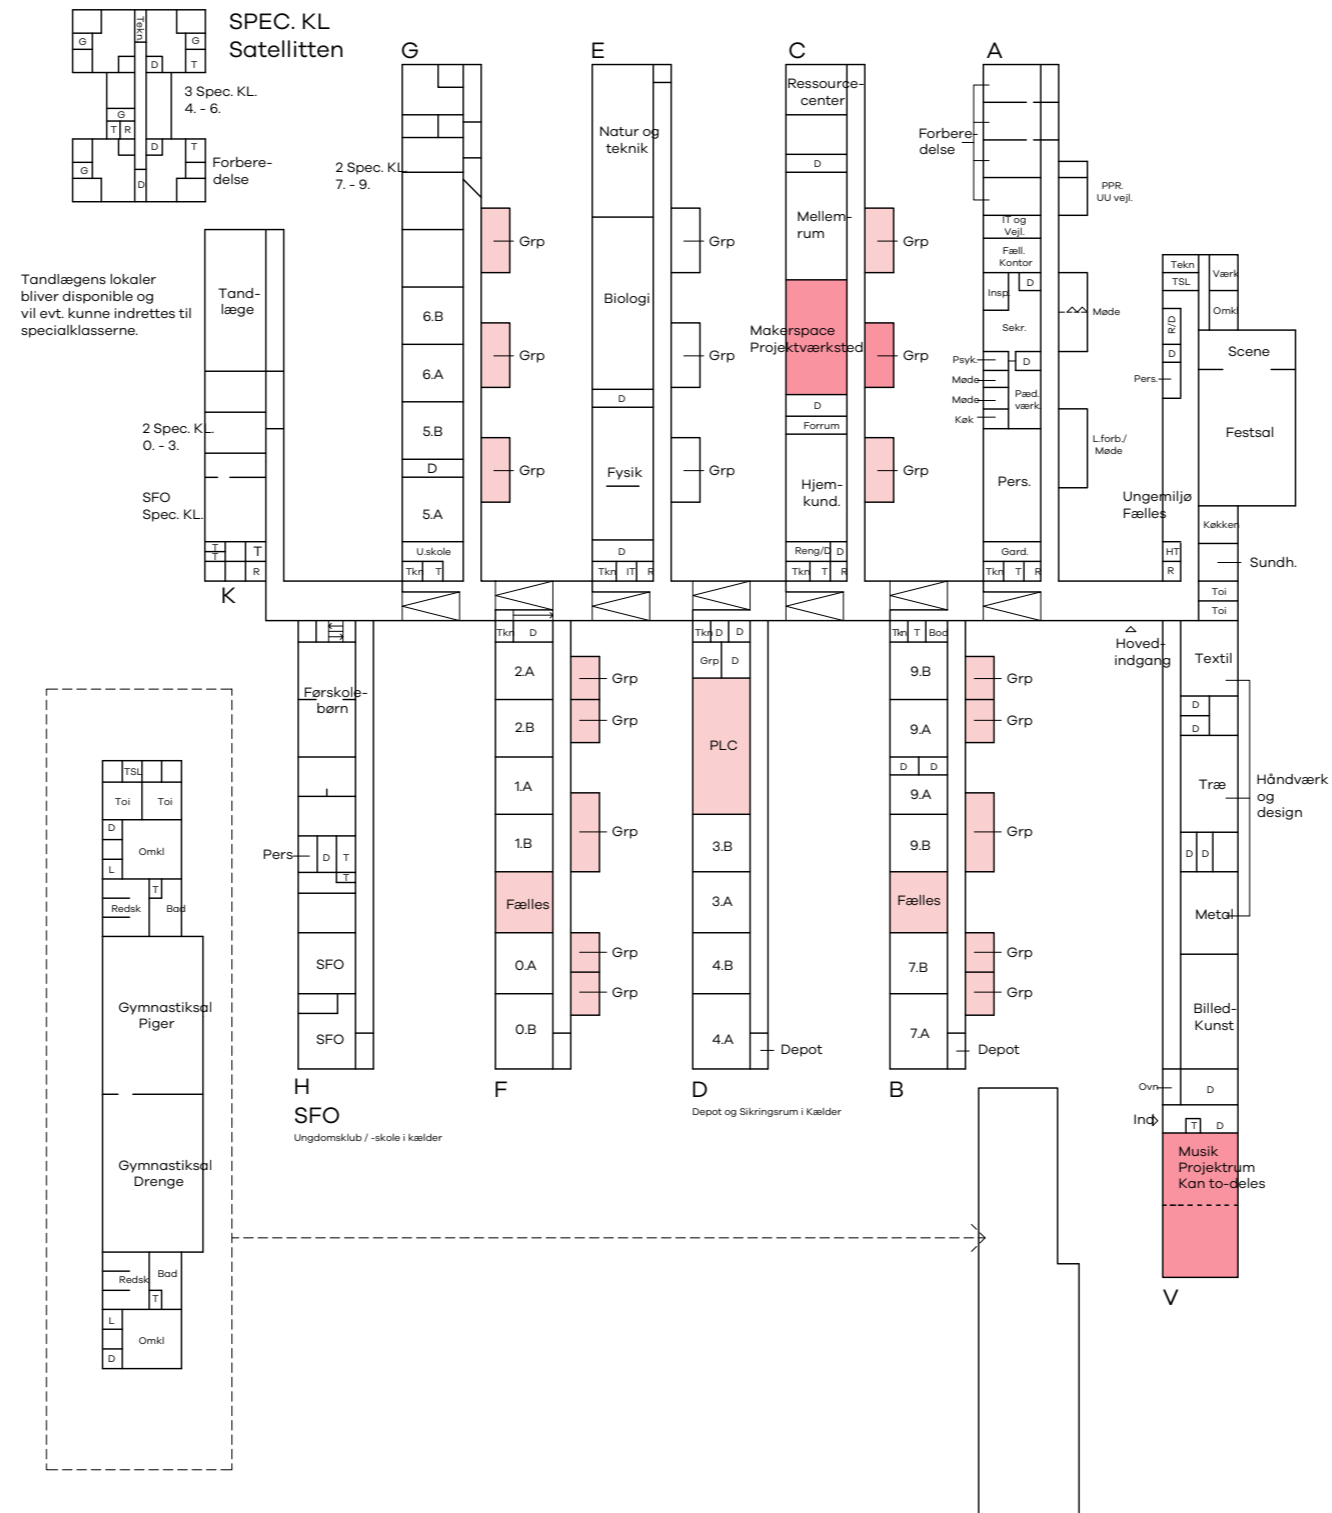 SPEC. KL
Satellitten
Tekn
G
G
D
T
3 Spec. KL.
4. - 6.
G
T R
D
T
G
D
Forbere-
delse
Tandlægens lokaler
bliver disponible og
vil evt. kunne indrettes til
specialklasserne.
Tand-
læge
2 Spec. KL.
0. - 3.
SFO
Spec. KL.
T
T
T
R
K
G
2 Spec. KL.
7. - 9.
6.B
6.A
5.B
D
5.A
U.skole
Tkn T
Grp
Grp
Grp
E
Natur og
teknik
Biologi
D
Fysik
D
Tkn IT R
Grp
Grp
Grp
C
Ressource-
center
D
Mellem-
rum
Makerspace
Projektværksted
D
Forrum
Hjem-
kund.
Reng/D D
Tkn T R
Grp
Grp
Grp
A
Forbere-
delse
IT og
Vejl.
Fæll.
Kontor
Insp.
D
Sekr.
Psyk.
D
Møde
Møde
Pæd.
værk.
Køk
Pers.
Gard.
Tkn T R
PPR.
UU vejl.
Møde
L.forb./
Møde
Tekn
TSL
Værk
Omkl
R/D
D
Pers.
Scene
Festsal
Ungemiljø
Fælles
Køkken
HT
R
Sundh.
Toi
Toi
Førskole-
børn
Pers
D
T
T
SFO
SFO
H
SFO
Ungdomsklub / -skole i kælder
Tkn D
2.A
2.B
1.A
1.B
Fælles
0.A
0.B
F
Grp
Grp
Grp
Grp
Grp
Tkn D D
Grp D
PLC
3.B
3.A
4.B
4.A
Depot
D
Depot og Sikringsrum i Kælder
Tkn T Bod
9.B
9.A
D D
9.A
9.B
Fælles
7.B
7.A
Depot
B
Grp
Grp
Grp
Grp
Grp
Hoved-
indgang
Textil
D
D
Træ
D D
Metal
Håndværk
og
design
Billed-
Kunst
Ovn
D
Ind
T
D
Musik
Projektrum
Kan to-deles
V
TSL
Toi
Toi
D
Omkl
L
T
Redsk
Bad
Gymnastiksal
Piger
Gymnastiksal
Drenge
Redsk
Bad
T
L
Omkl
D